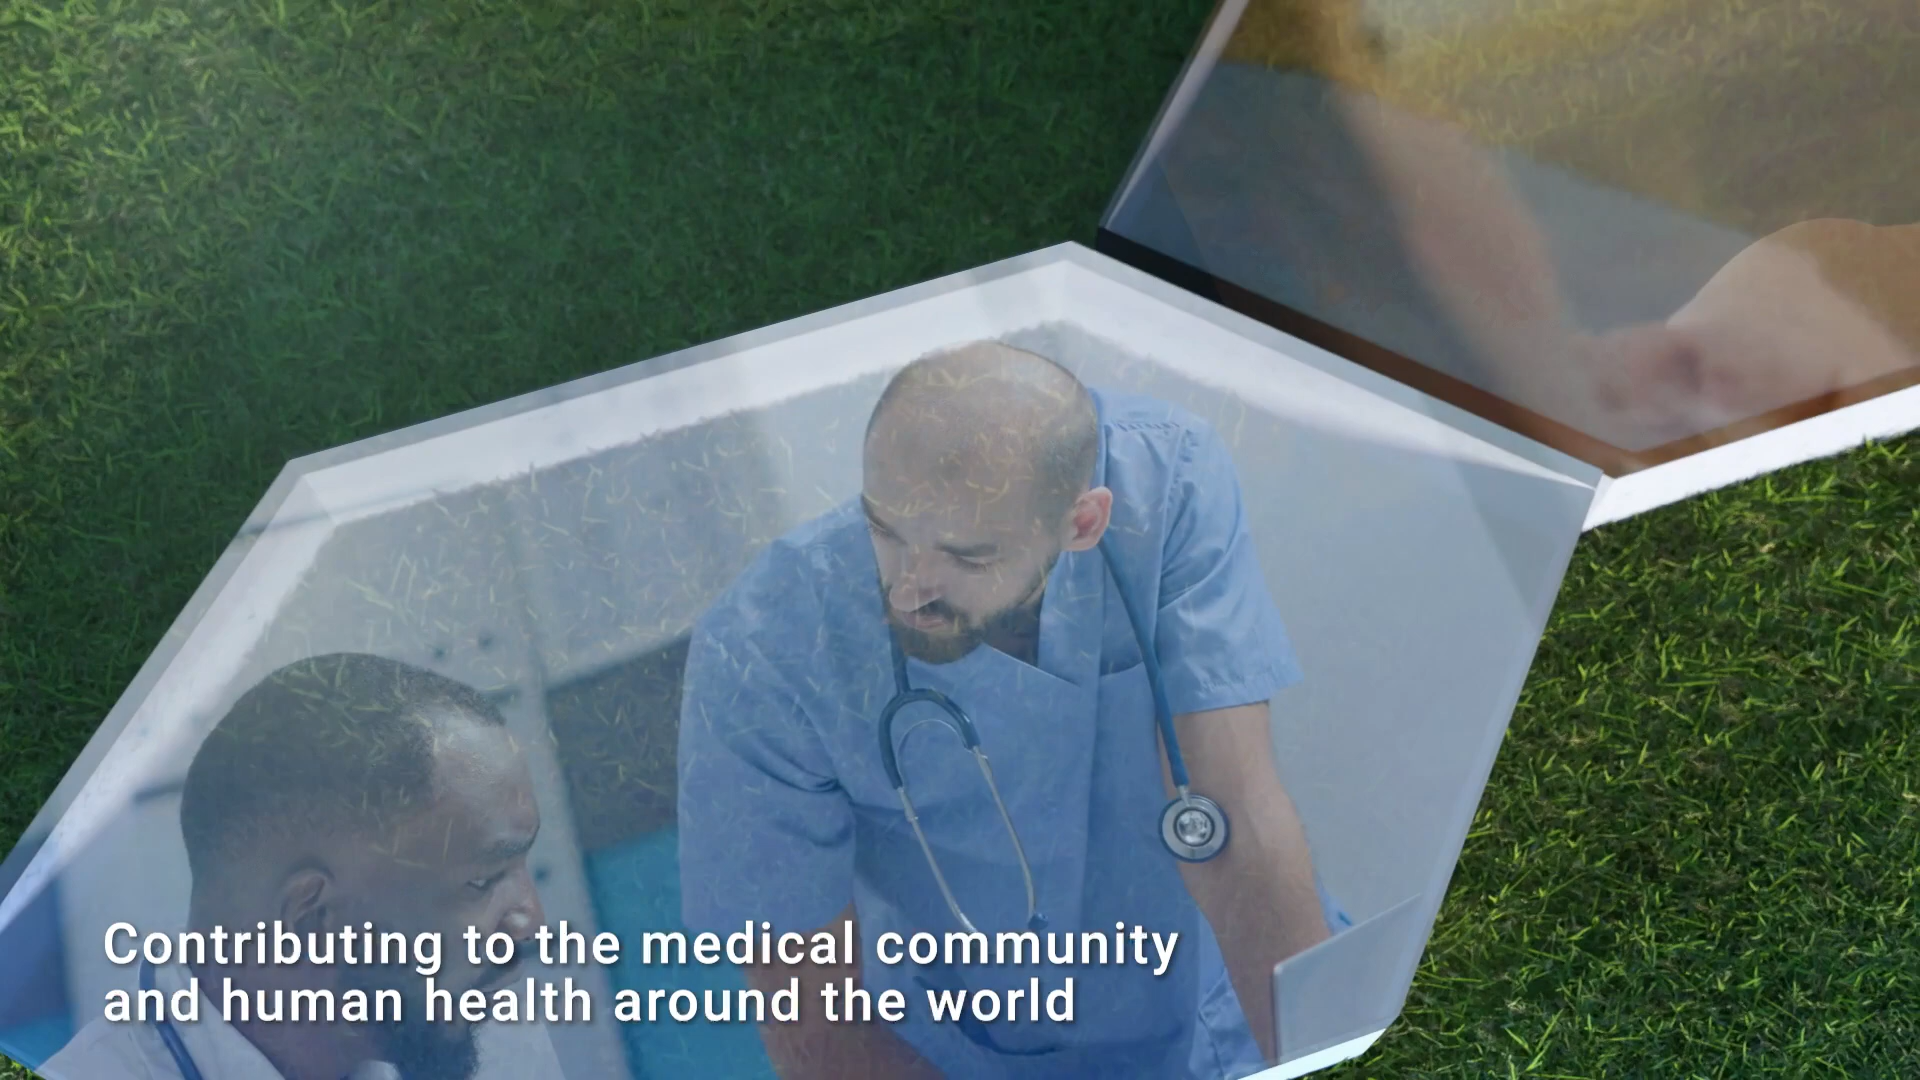 Contributing to the medical community
and human health around the world